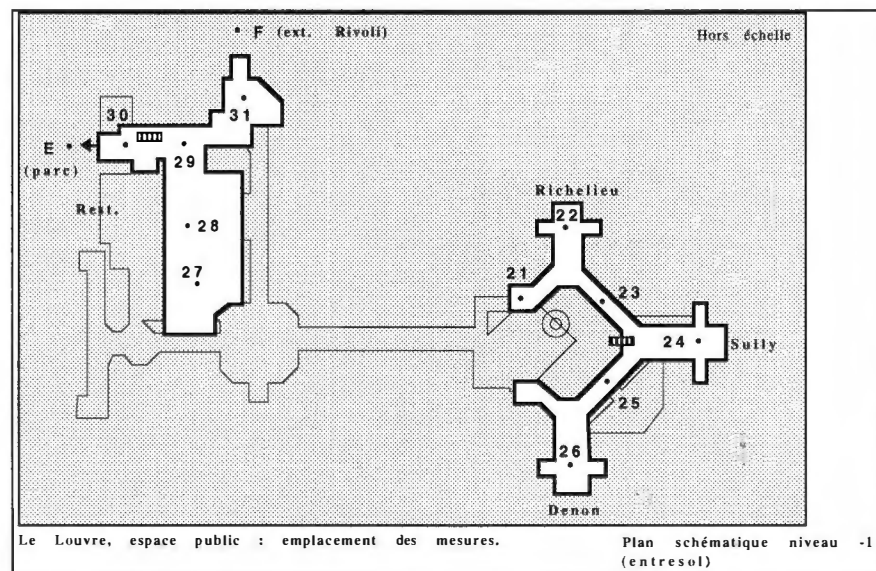 F (ext. Rivoli)
Hors échelle
30
31
E
(parc)
29
Rest.
28
27
Richelieu
22
21
23
24
Sully
25
26
Denon
Le Louvre, espace public : emplacement des mesures.
Plan schématique niveau -1
(entresol)